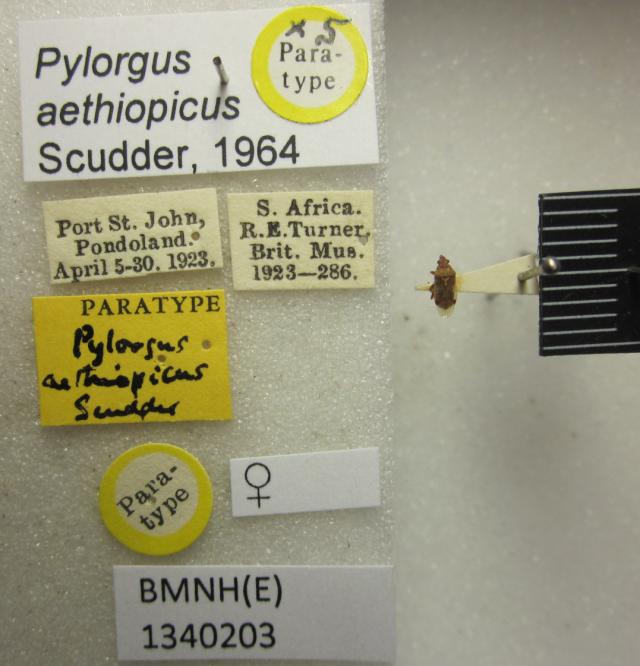 × 5
Para-
type
Pylorgus
aethiopicus
Scudder, 1964
Port St. John,
Pondoland.
April 5-30. 1923.
S. Africa.
R.E.Turner.
Brit. Mus.
1923—286.
PARATYPE
Pylorgus
aethiopicus
Scudder
Para-
type
♀
BMNH(E)
1340203